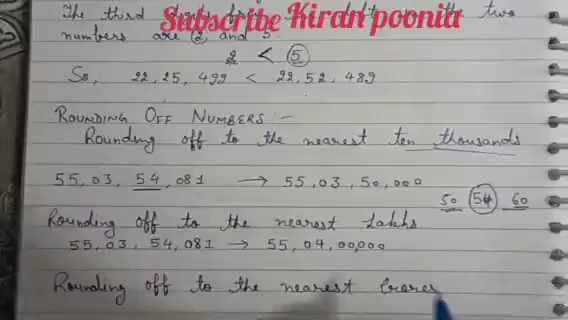 Subscribe Kiran poonia
The third two
numbers are 2 and 5.
2 < 5
So, 22,25,499 < 22,52,489
ROUNDING OFF NUMBERS :-
Rounding off to the nearest ten thousands
55,03,54,081 → 55,03,50,000
50 54 60
Rounding off to the nearest Lakhs
55,03,54,081 → 55,04,00,000
Rounding off to the nearest Crores